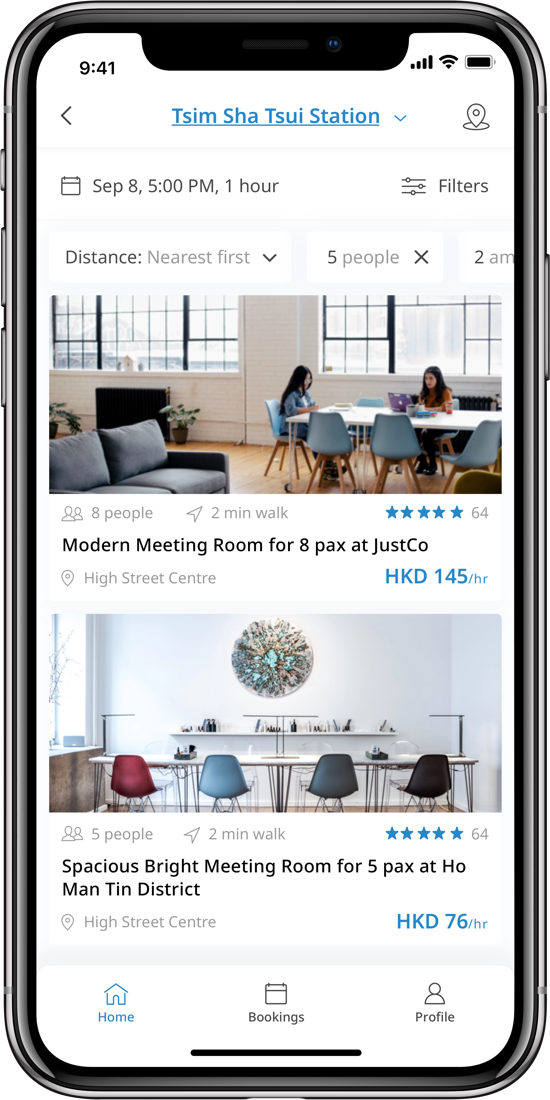 9:41
Tsim Sha Tsui Station
Sep 8, 5:00 PM, 1 hour
Filters
Distance: Nearest first
5 people
2 am
8 people
2 min walk
64
Modern Meeting Room for 8 pax at JustCo
High Street Centre
HKD 145/hr
5 people
2 min walk
64
Spacious Bright Meeting Room for 5 pax at Ho
Man Tin District
High Street Centre
HKD 76/hr
Home
Bookings
Profile